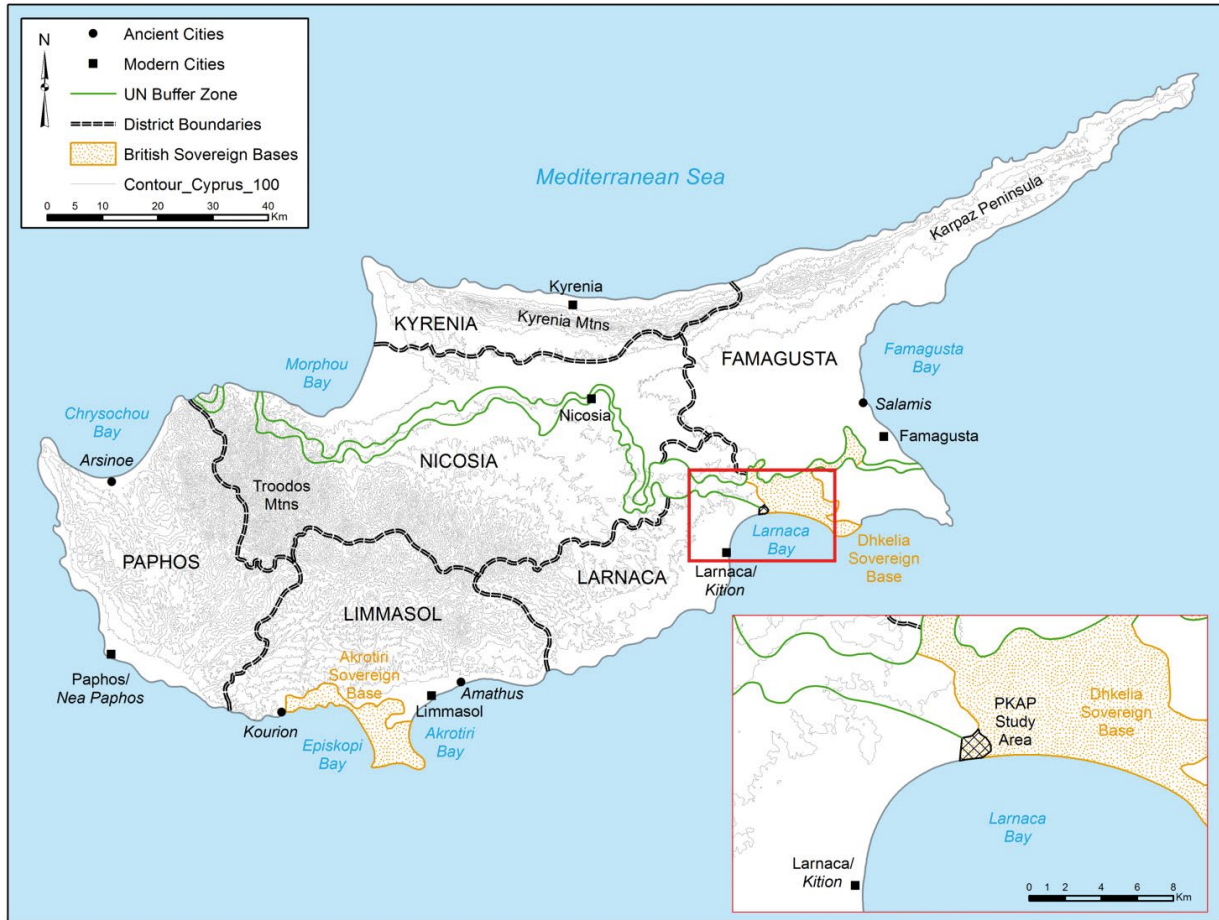 N
Ancient Cities
Modern Cities
UN Buffer Zone
District Boundaries
British Sovereign Bases
Contour_Cyprus_100
0 5 10 20 30 40
Km
Mediterranean Sea
Karpaz Peninsula
Kyrenia
Kyrenia Mtns
KYRENIA
FAMAGUSTA
Famagusta
Bay
Morphou
Bay
Chrysochou
Bay
Arsinoe
Salamis
Famagusta
Nicosia
NICOSIA
Troodos
Mtns
Larnaca
Bay
Dhkelia
Sovereign
Base
Larnaca/
Kition
PAPHOS
LARNACA
LIMMASOL
Akrotiri
Sovereign
Base
Paphos/
Nea Paphos
Amathus
Limmasol
Kourion
Episkopi
Bay
Akrotiri
Bay
PKAP
Study
Area
Dhkelia
Sovereign
Base
Larnaca
Bay
Larnaca/
Kition
0 1 2 4 6 8
Km